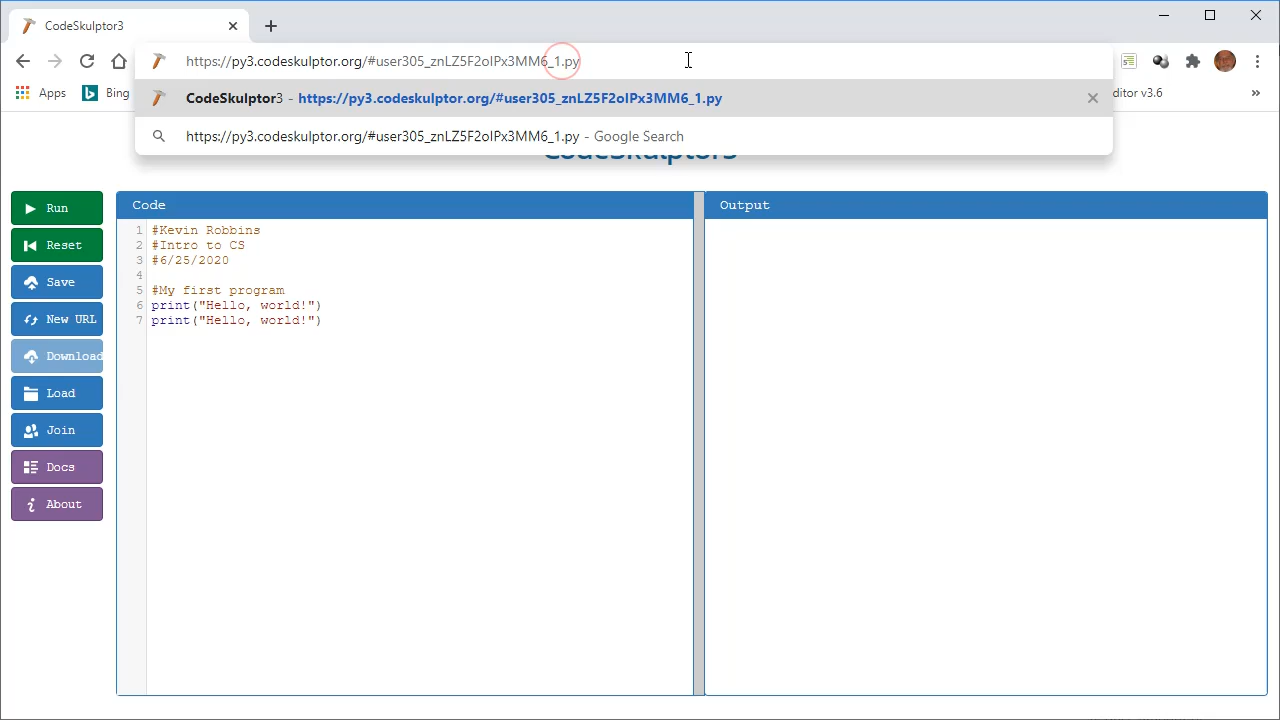 CodeSkulptor3
https://py3.codeskulptor.org/#user305_znLZ5F2oIPx3MM6_1.py
Apps
Bing
ditor v3.6
»
CodeSkulptor3 - https://py3.codeskulptor.org/#user305_znLZ5F2oIPx3MM6_1.py
https://py3.codeskulptor.org/#user305_znLZ5F2oIPx3MM6_1.py - Google Search
CodeSkulptor3
Run
Reset
Save
New URL
Download
Load
Join
Docs
About
Code
1 #Kevin Robbins
2 #Intro to CS
3 #6/25/2020
4
5 #My first program
6 print("Hello, world!")
7 print("Hello, world!")
Output